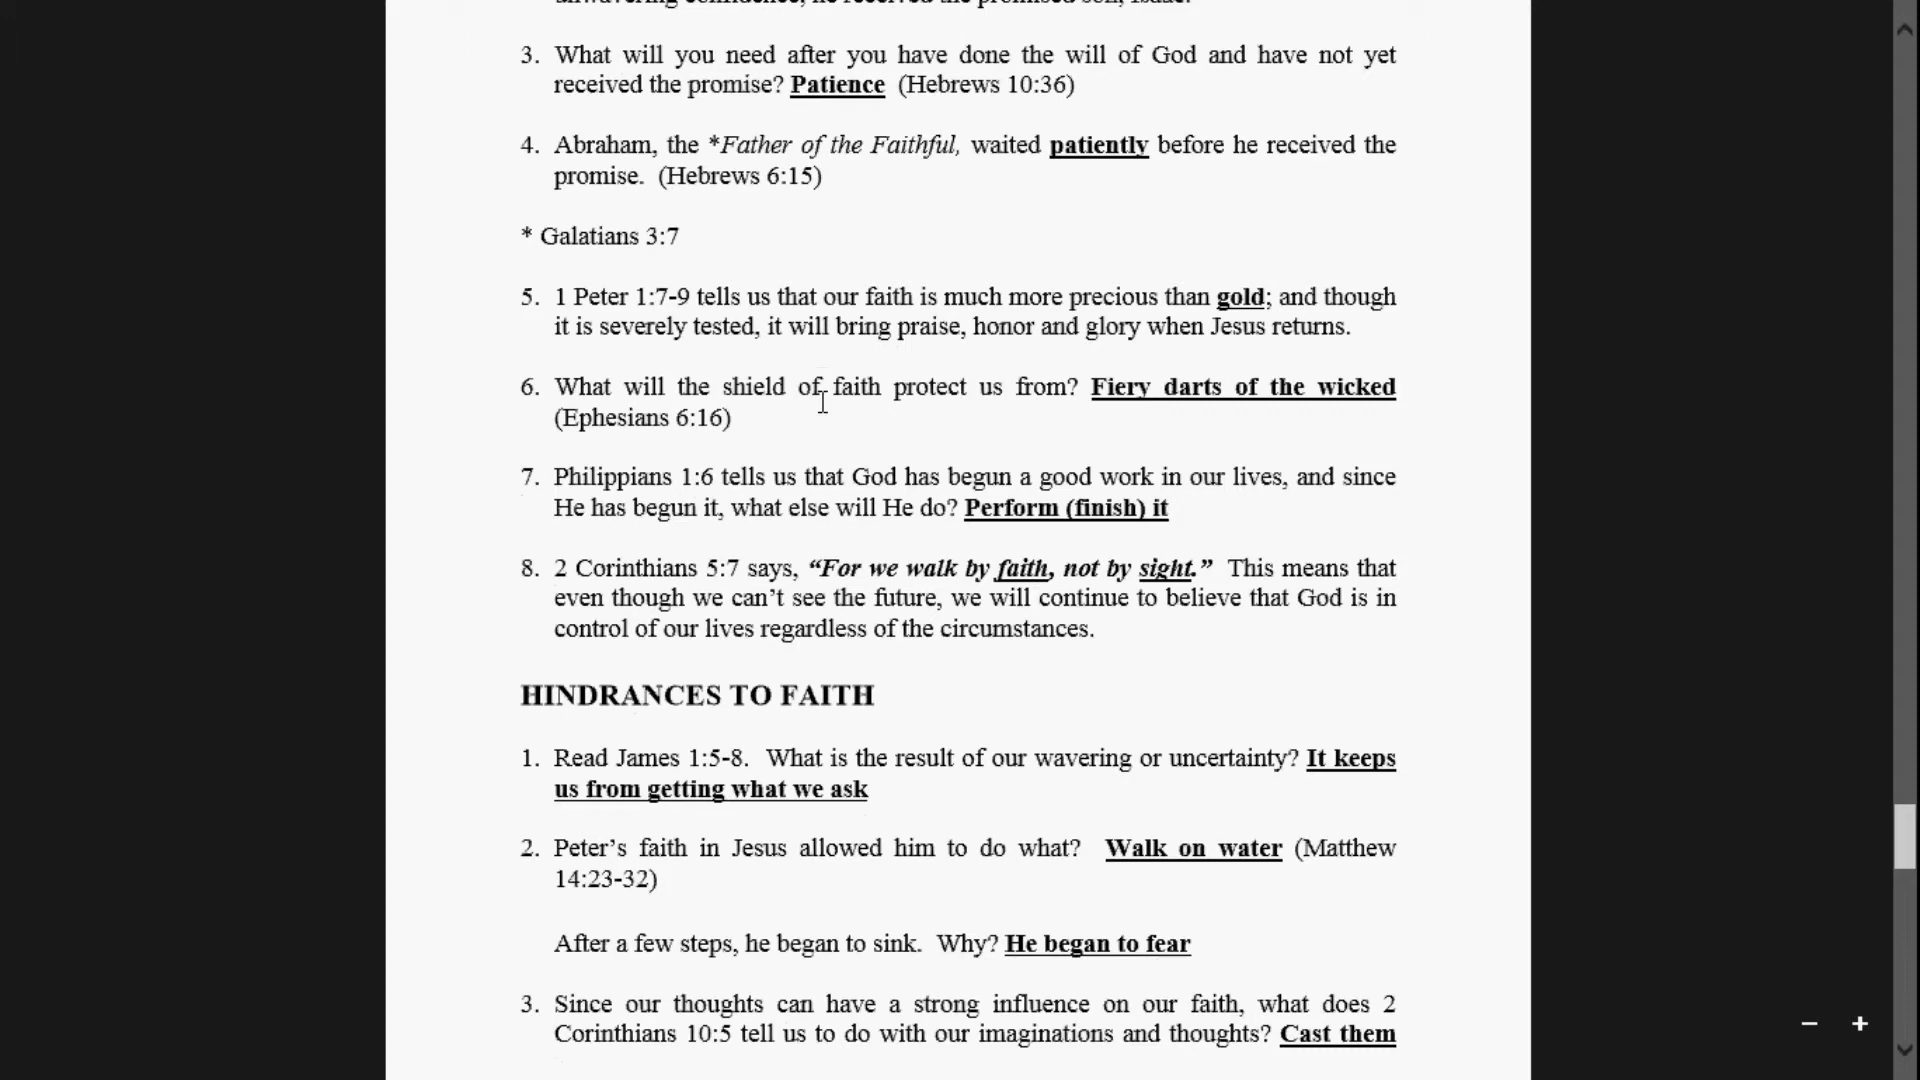 unwavering confidence, he received the promised son, Isaac.
3. What will you need after you have done the will of God and have not yet
received the promise? Patience (Hebrews 10:36)
4. Abraham, the *Father of the Faithful, waited patiently before he received the
promise. (Hebrews 6:15)
* Galatians 3:7
5. 1 Peter 1:7-9 tells us that our faith is much more precious than gold; and though
it is severely tested, it will bring praise, honor and glory when Jesus returns.
6. What will the shield of faith protect us from? Fiery darts of the wicked
(Ephesians 6:16)
7. Philippians 1:6 tells us that God has begun a good work in our lives, and since
He has begun it, what else will He do? Perform (finish) it
8. 2 Corinthians 5:7 says, “For we walk by faith, not by sight.” This means that
even though we can’t see the future, we will continue to believe that God is in
control of our lives regardless of the circumstances.
HINDRANCES TO FAITH
1. Read James 1:5-8. What is the result of our wavering or uncertainty? It keeps
us from getting what we ask
2. Peter’s faith in Jesus allowed him to do what? Walk on water (Matthew
14:23-32)
After a few steps, he began to sink. Why? He began to fear
3. Since our thoughts can have a strong influence on our faith, what does 2
Corinthians 10:5 tell us to do with our imaginations and thoughts? Cast them